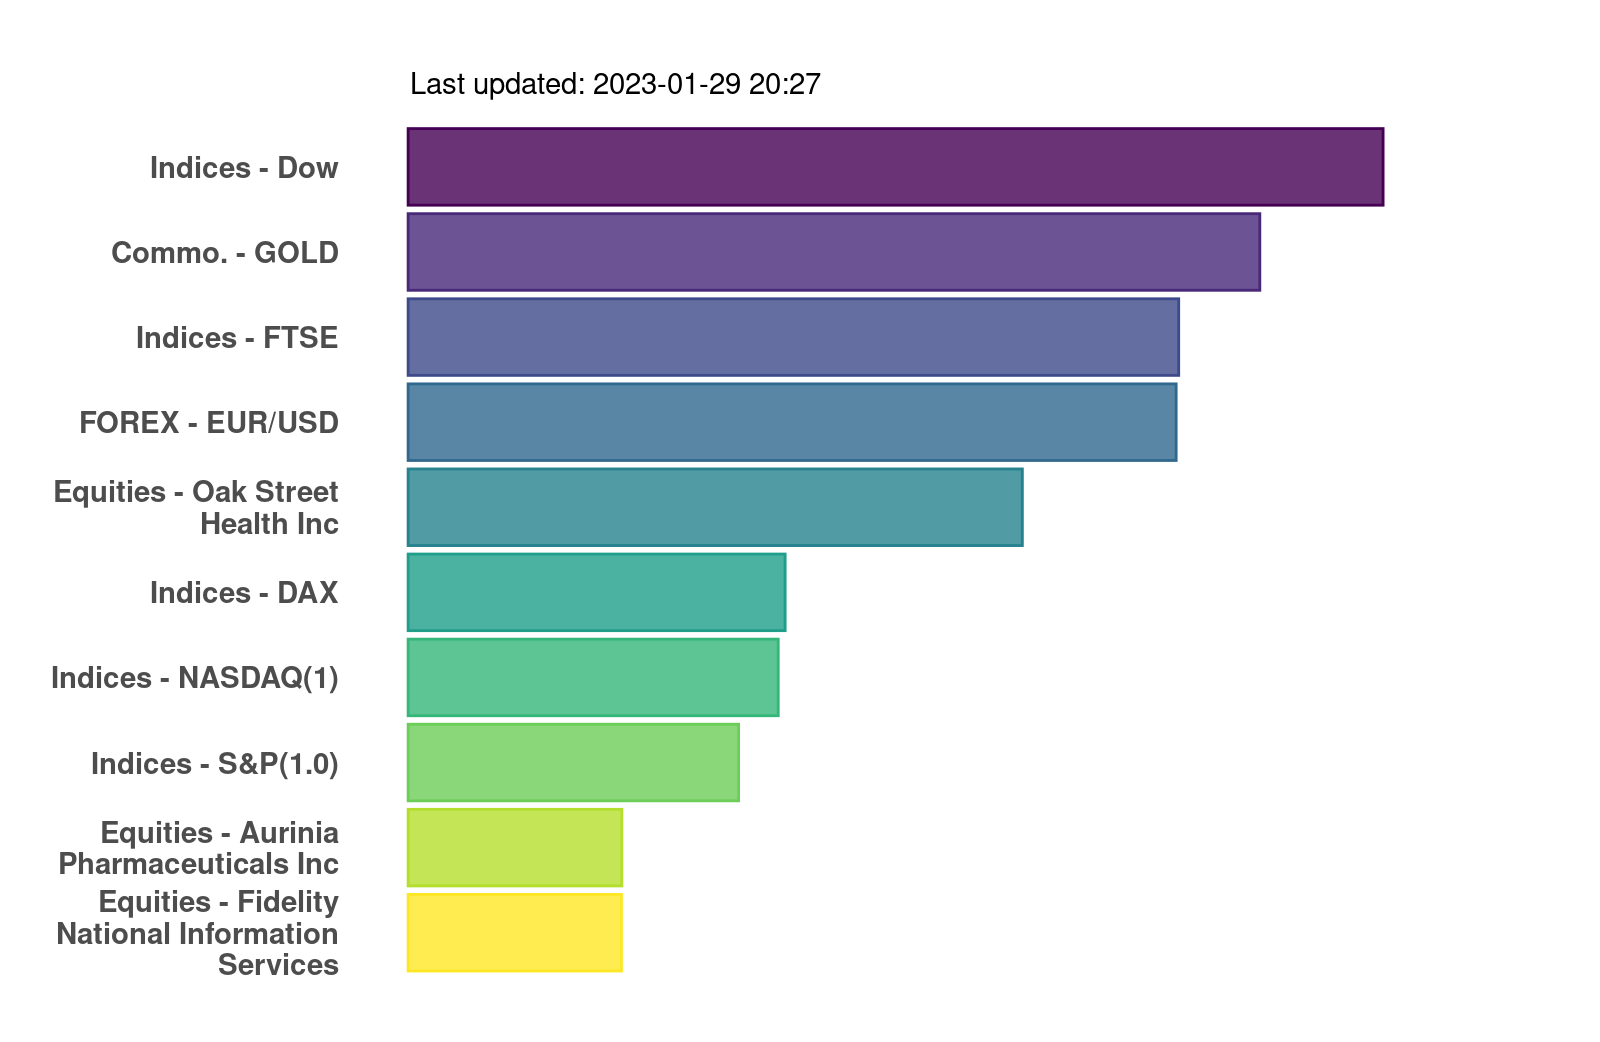 Last updated: 2023-01-29 20:27
Indices - Dow
Commo. - GOLD
Indices - FTSE
FOREX - EUR/USD
Equities - Oak Street
Health Inc
Indices - DAX
Indices - NASDAQ(1)
Indices - S&P(1.0)
Equities - Aurinia
Pharmaceuticals Inc
Equities - Fidelity
National Information
Services